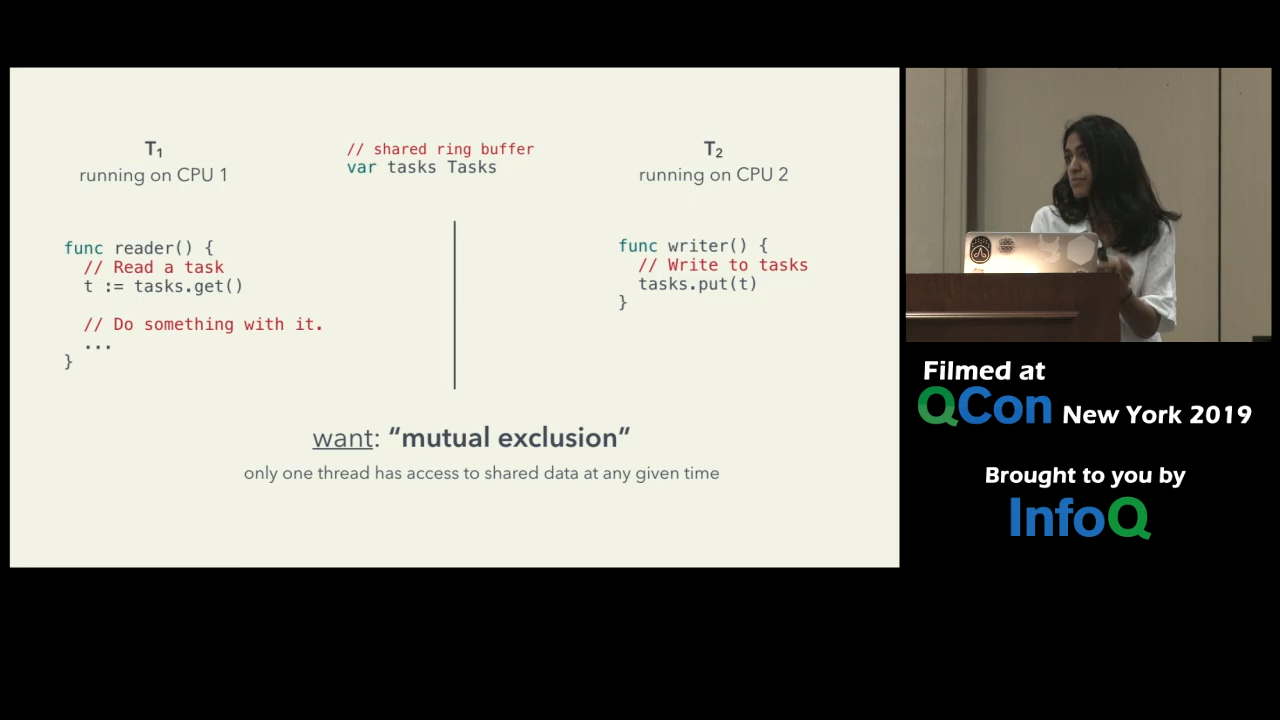 T₁
running on CPU 1
// shared ring buffer
var tasks Tasks
T₂
running on CPU 2
func reader() {
// Read a task
t := tasks.get()
// Do something with it.
...
}
func writer() {
// Write to tasks
tasks.put(t)
}
want: “mutual exclusion”
only one thread has access to shared data at any given time
Filmed at
QCon New York 2019
Brought to you by
InfoQ